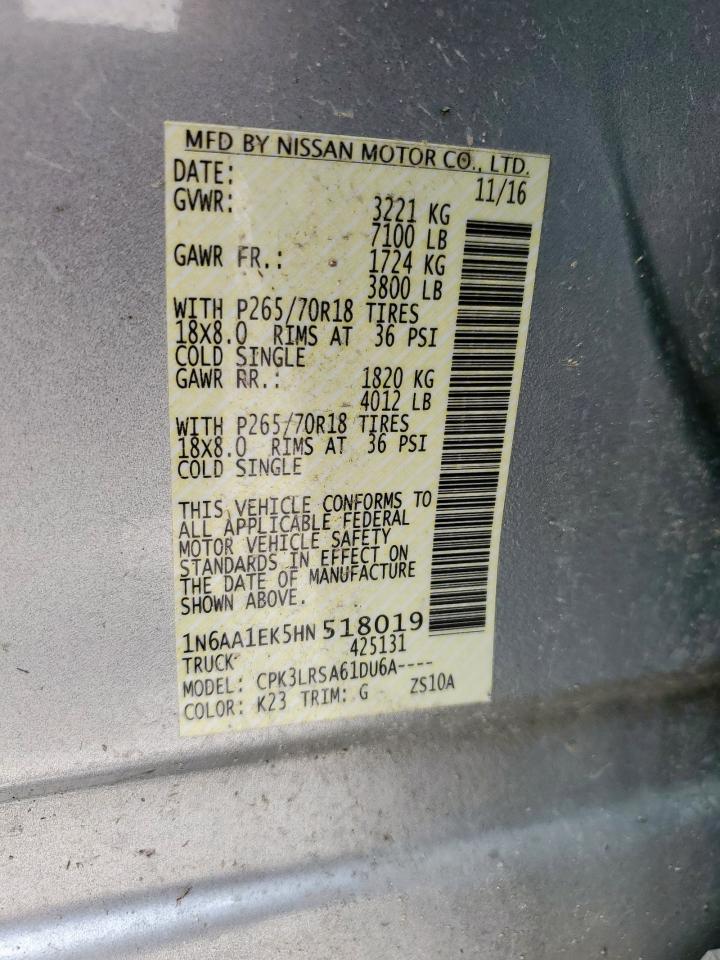 MFD BY NISSAN MOTOR CO., LTD.
DATE: 11/16
GVWR: 3221 KG
7100 LB
GAWR FR.: 1724 KG
3800 LB
WITH P265/70R18 TIRES
18X8.0 RIMS AT 36 PSI
COLD SINGLE
GAWR RR.: 1820 KG
4012 LB
WITH P265/70R18 TIRES
18X8.0 RIMS AT 36 PSI
COLD SINGLE
THIS VEHICLE CONFORMS TO
ALL APPLICABLE FEDERAL
MOTOR VEHICLE SAFETY
STANDARDS IN EFFECT ON
THE DATE OF MANUFACTURE
SHOWN ABOVE.
1N6AA1EK5HN518019
TRUCK 425131
MODEL: CPK3LRSA61DU6A----
COLOR: K23 TRIM: G ZS10A